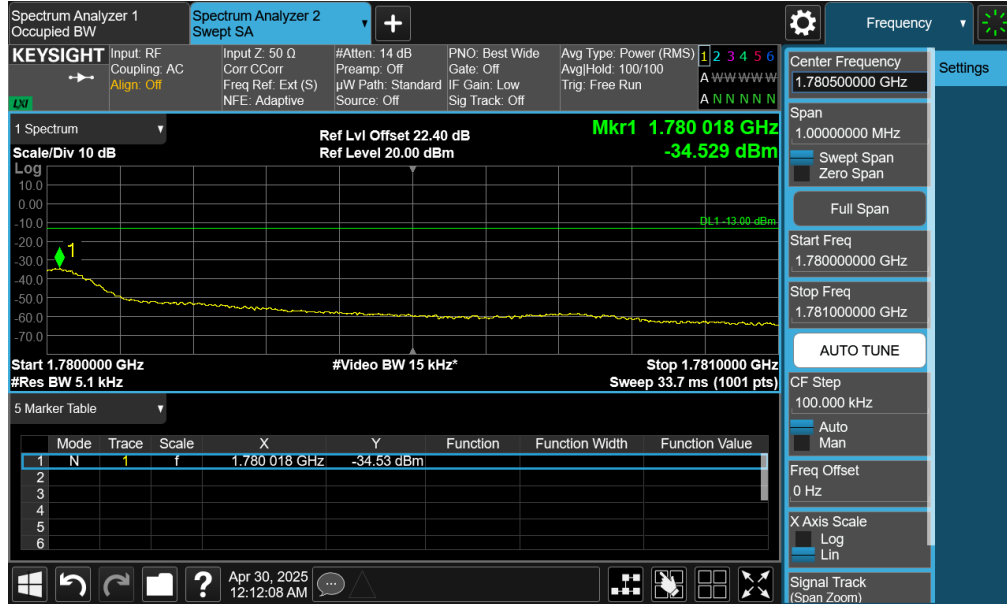 Spectrum Analyzer 1
Occupied BW
Spectrum Analyzer 2
Swept SA
Frequency
KEYSIGHT
LXI
Input: RF
Coupling: AC
Align: Off
Input Z: 50 Ω
Corr CCorr
Freq Ref: Ext (S)
NFE: Adaptive
#Atten: 14 dB
Preamp: Off
µW Path: Standard
Source: Off
PNO: Best Wide
Gate: Off
IF Gain: Low
Sig Track: Off
Avg Type: Power (RMS)
Avg|Hold: 100/100
Trig: Free Run
1 2 3 4 5 6
A W W W W W
A N N N N N
1 Spectrum
Scale/Div 10 dB
Ref Lvl Offset 22.40 dB
Ref Level 20.00 dBm
Mkr1 1.780 018 GHz
-34.529 dBm
Log
10.0
0.00
-10.0
-20.0
-30.0
-40.0
-50.0
-60.0
-70.0
DL1 -13.00 dBm
1
Start 1.7800000 GHz
#Res BW 5.1 kHz
#Video BW 15 kHz*
Stop 1.7810000 GHz
Sweep 33.7 ms (1001 pts)
5 Marker Table
Mode Trace Scale X Y Function Function Width Function Value
1 N 1 f 1.780 018 GHz -34.53 dBm
2
3
4
5
6
Center Frequency
1.780500000 GHz
Settings
Span
1.00000000 MHz
Swept Span
Zero Span
Full Span
Start Freq
1.780000000 GHz
Stop Freq
1.781000000 GHz
AUTO TUNE
CF Step
100.000 kHz
Auto
Man
Freq Offset
0 Hz
X Axis Scale
Log
Lin
Signal Track
(Span Zoom)
?
Apr 30, 2025
12:12:08 AM